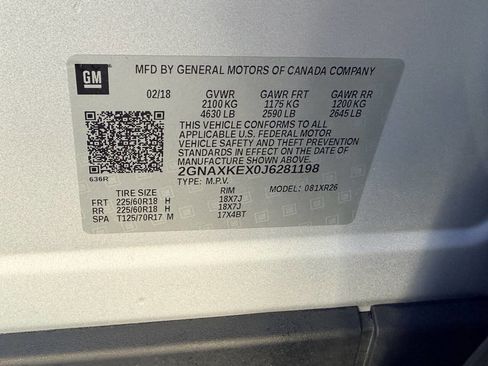 GM
MFD BY GENERAL MOTORS OF CANADA COMPANY
02/18 GVWR GAWR FRT GAWR RR
2100 KG 1175 KG 1200 KG
4630 LB 2590 LB 2645 LB
THIS VEHICLE CONFORMS TO ALL
APPLICABLE U.S. FEDERAL MOTOR
VEHICLE SAFETY AND THEFT PREVENTION
STANDARDS IN EFFECT ON THE DATE OF
MANUFACTURE SHOWN ABOVE.
2GNAXKEX0J6281198
636R TYPE: M.P.V. MODEL: 081XR26
TIRE SIZE RIM
FRT 225/60R18 H 18X7J
RR 225/60R18 H 18X7J
SPA T125/70R17 M 17X4BT